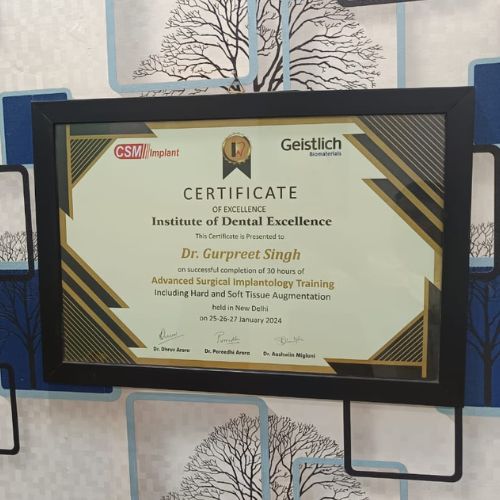 CSM Implant
Geistlich
Biomaterials
CERTIFICATE
OF EXCELLENCE
Institute of Dental Excellence
This Certificate is Presented to
Dr. Gurpreet Singh
on successful completion of 30 hours of
Advanced Surgical Implantology Training
Including Hard and Soft Tissue Augmentation
held in New Delhi
on 25-26-27 January 2024
Dr. Dhruv Arora Dr. Pareedhi Arora Dr. Aashwiin Miglani